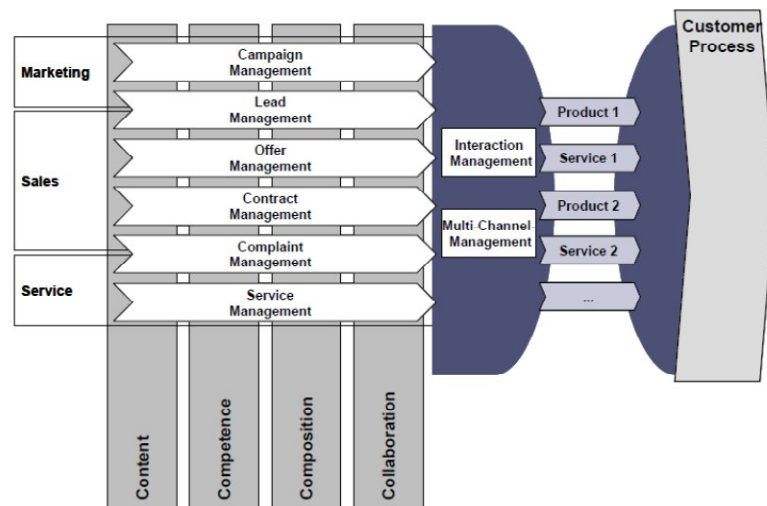 Customer
Process
Marketing
Sales
Service
Campaign
Management
Lead
Management
Offer
Management
Contract
Management
Complaint
Management
Service
Management
Interaction
Management
Multi-Channel-
Management
Product 1
Service 1
Product 2
Service 2
...
Content
Competence
Composition
Collaboration